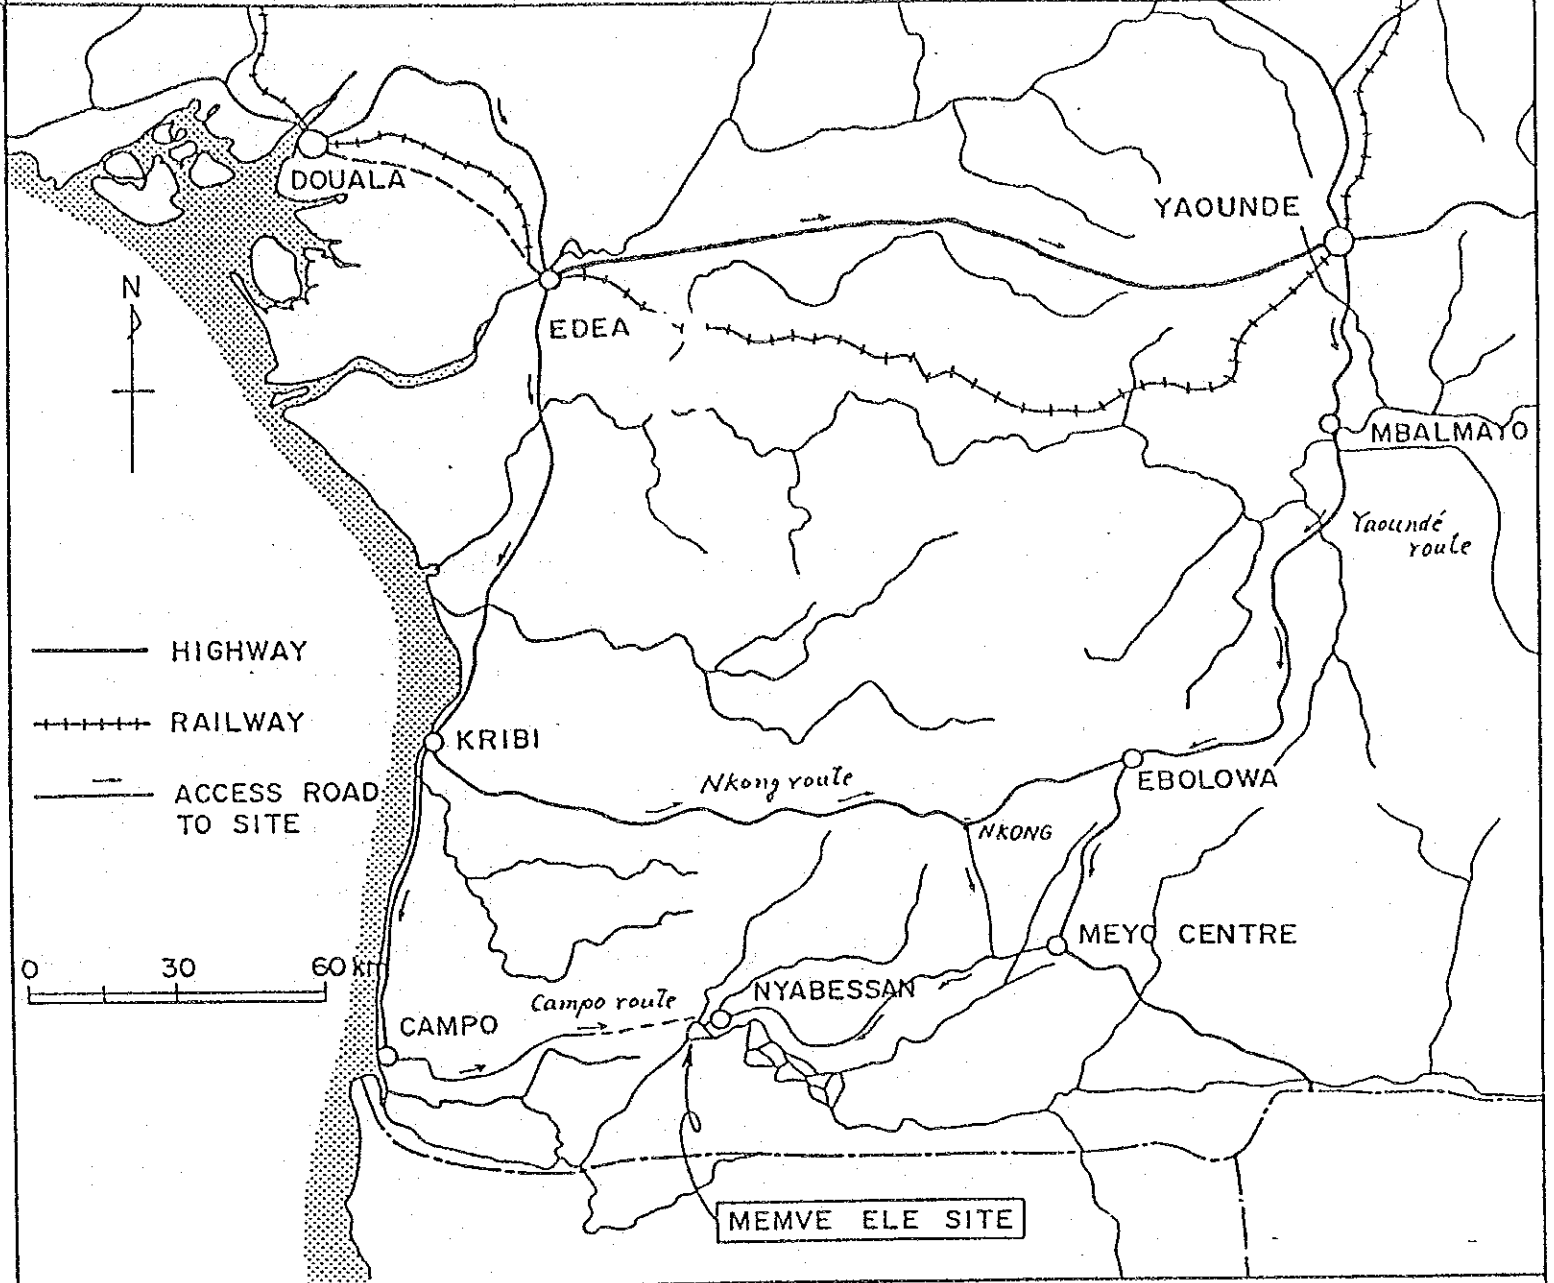 DOUALA
YAOUNDE
N
EDEA
MBALMAYO
Yaoundé
route
HIGHWAY
RAILWAY
KRIBI
ACCESS ROAD
TO SITE
Nkong route
EBOLOWA
NKONG
MEYO CENTRE
0 30 60 km
NYABESSAN
Campo route
CAMPO
MEMVE ELE SITE